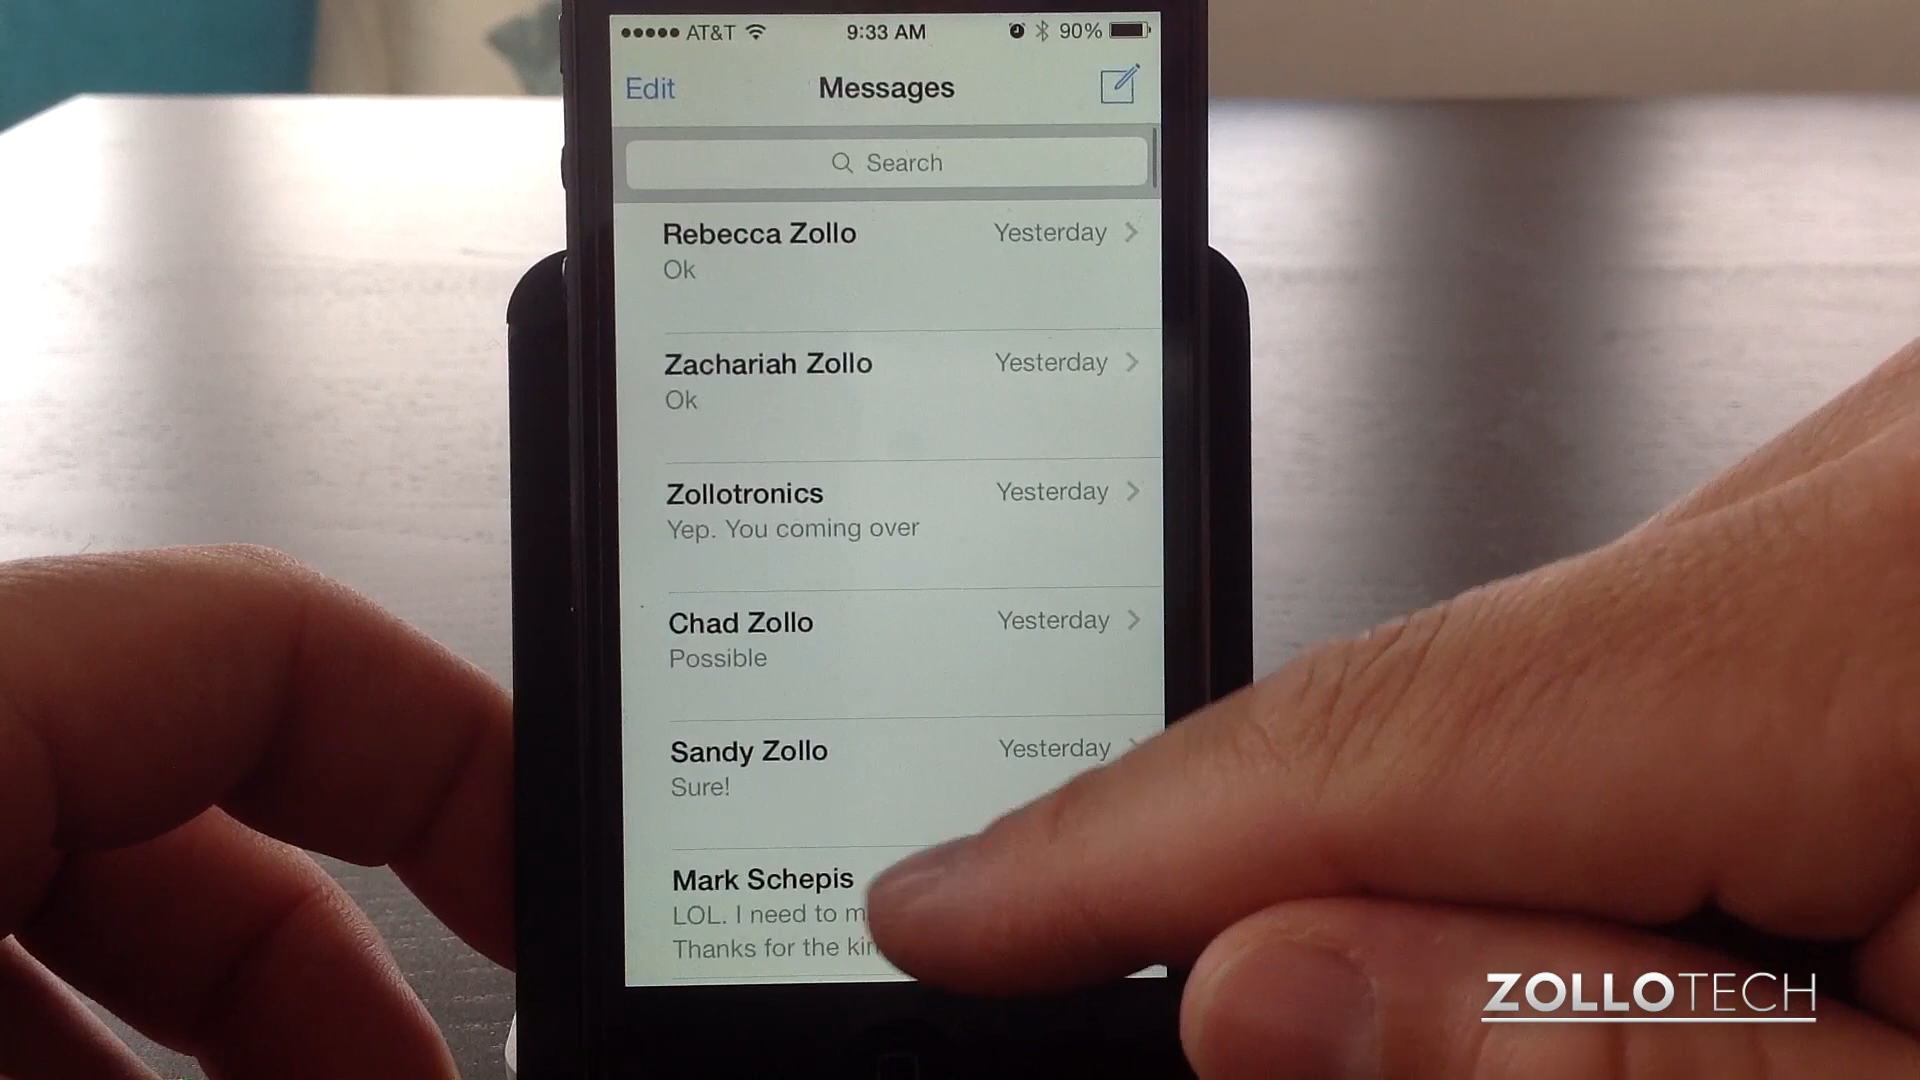 AT&T 9:33 AM 90%
Edit Messages
Search
Rebecca Zollo Yesterday
Ok
Zachariah Zollo Yesterday
Ok
Zollotronics Yesterday
Yep. You coming over
Chad Zollo Yesterday
Possible
Sandy Zollo Yesterday
Sure!
Mark Schepis
LOL. I need to
Thanks for the
ZOLLOTECH